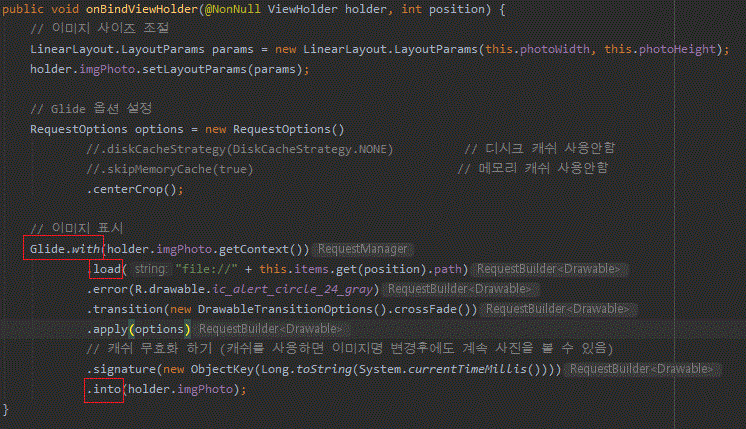 public void onBindViewHolder(@NonNull ViewHolder holder, int position) {
// 이미지 사이즈 조절
LinearLayout.LayoutParams params = new LinearLayout.LayoutParams(this.photoWidth, this.photoHeight);
holder.imgPhoto.setLayoutParams(params);
// Glide 옵션 설정
RequestOptions options = new RequestOptions()
//.diskCacheStrategy(DiskCacheStrategy.NONE) // 디시크 캐쉬 사용안함
//.skipMemoryCache(true) // 메모리 캐쉬 사용안함
.centerCrop();
// 이미지 표시
Glide.with(holder.imgPhoto.getContext()) RequestManager
.load( string: "file://" + this.items.get(position).path) RequestBuilder<Drawable>
.error(R.drawable.ic_alert_circle_24_gray) RequestBuilder<Drawable>
.transition(new DrawableTransitionOptions().crossFade()) RequestBuilder<Drawable>
.apply(options) RequestBuilder<Drawable>
// 캐쉬 무효화 하기 (캐쉬를 사용하면 이미지명 변경후에도 계속 사진을 볼 수 있음)
.signature(new ObjectKey(Long.toString(System.currentTimeMillis()))) RequestBuilder<Drawable>
.into(holder.imgPhoto);
}